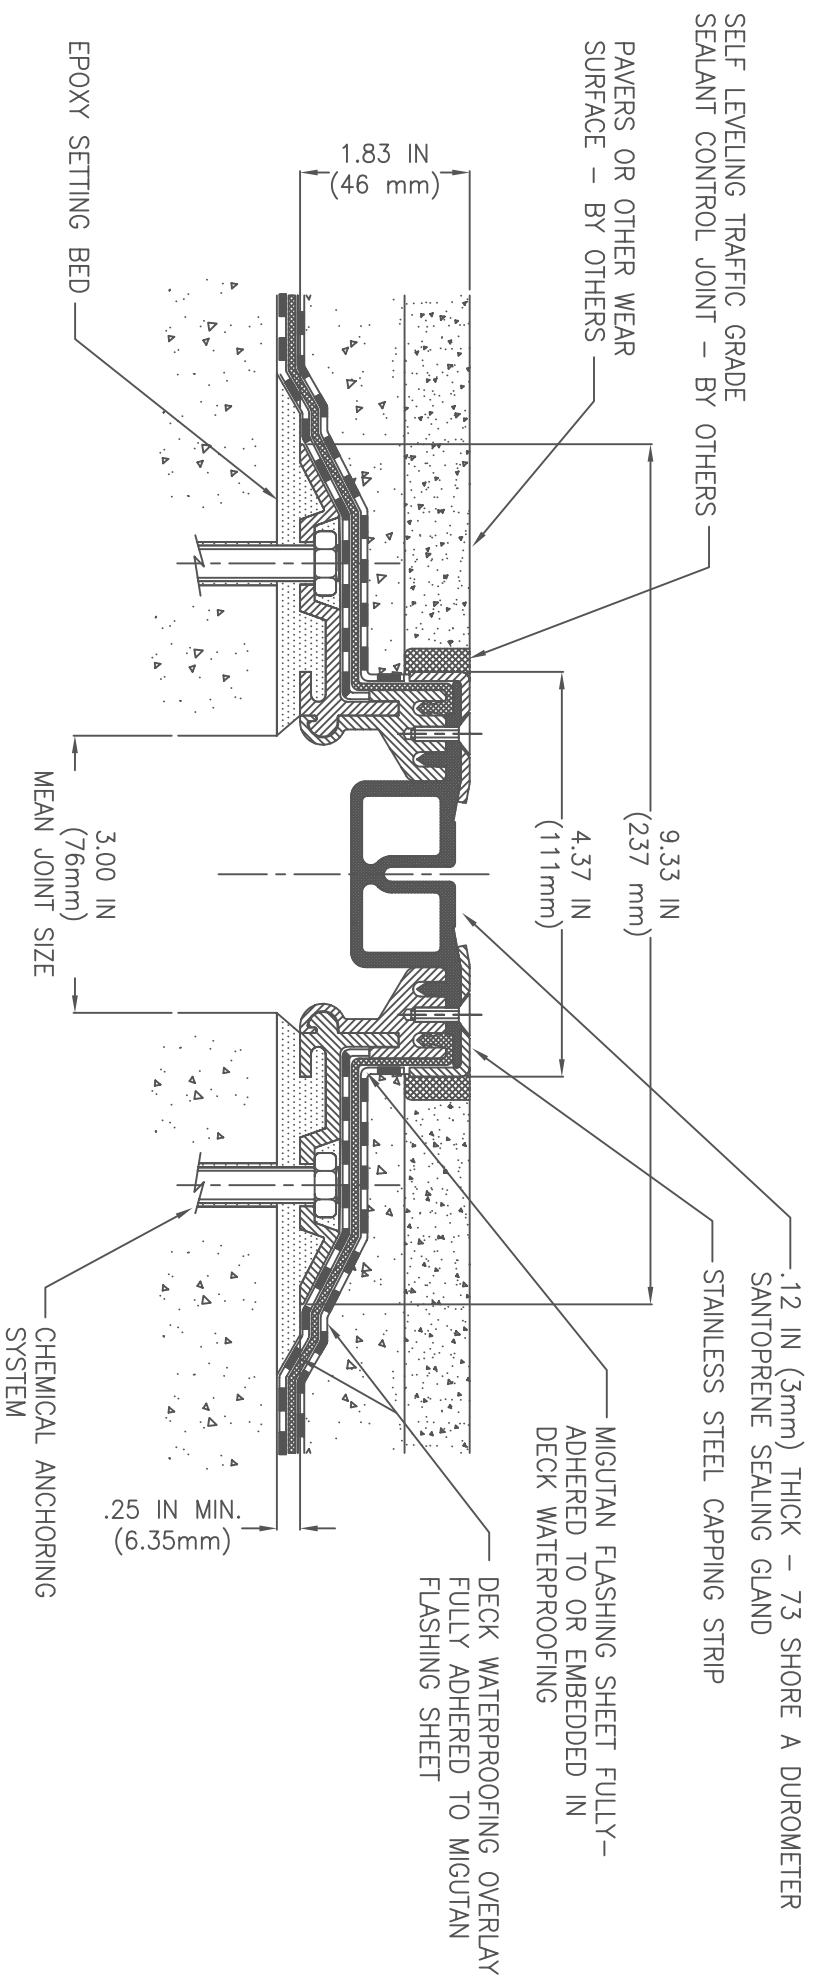 SELF LEVELING TRAFFIC GRADE
SEALANT CONTROL JOINT - BY OTHERS
PAVERS OR OTHER WEAR
SURFACE - BY OTHERS
1.83 IN
(46 mm)
EPOXY SETTING BED
9.33 IN
(237 mm)
4.37 IN
(111mm)
3.00 IN
(76mm)
MEAN JOINT SIZE
.12 IN (3mm) THICK - 73 SHORE A DUROMETER
SANTOPRENE SEALING GLAND
STAINLESS STEEL CAPPING STRIP
MIGUTAN FLASHING SHEET FULLY-
ADHERED TO OR EMBEDDED IN
DECK WATERPROOFING
DECK WATERPROOFING OVERLAY
FULLY ADHERED TO MIGUTAN
FLASHING SHEET
.25 IN MIN.
(6.35mm)
CHEMICAL ANCHORING
SYSTEM